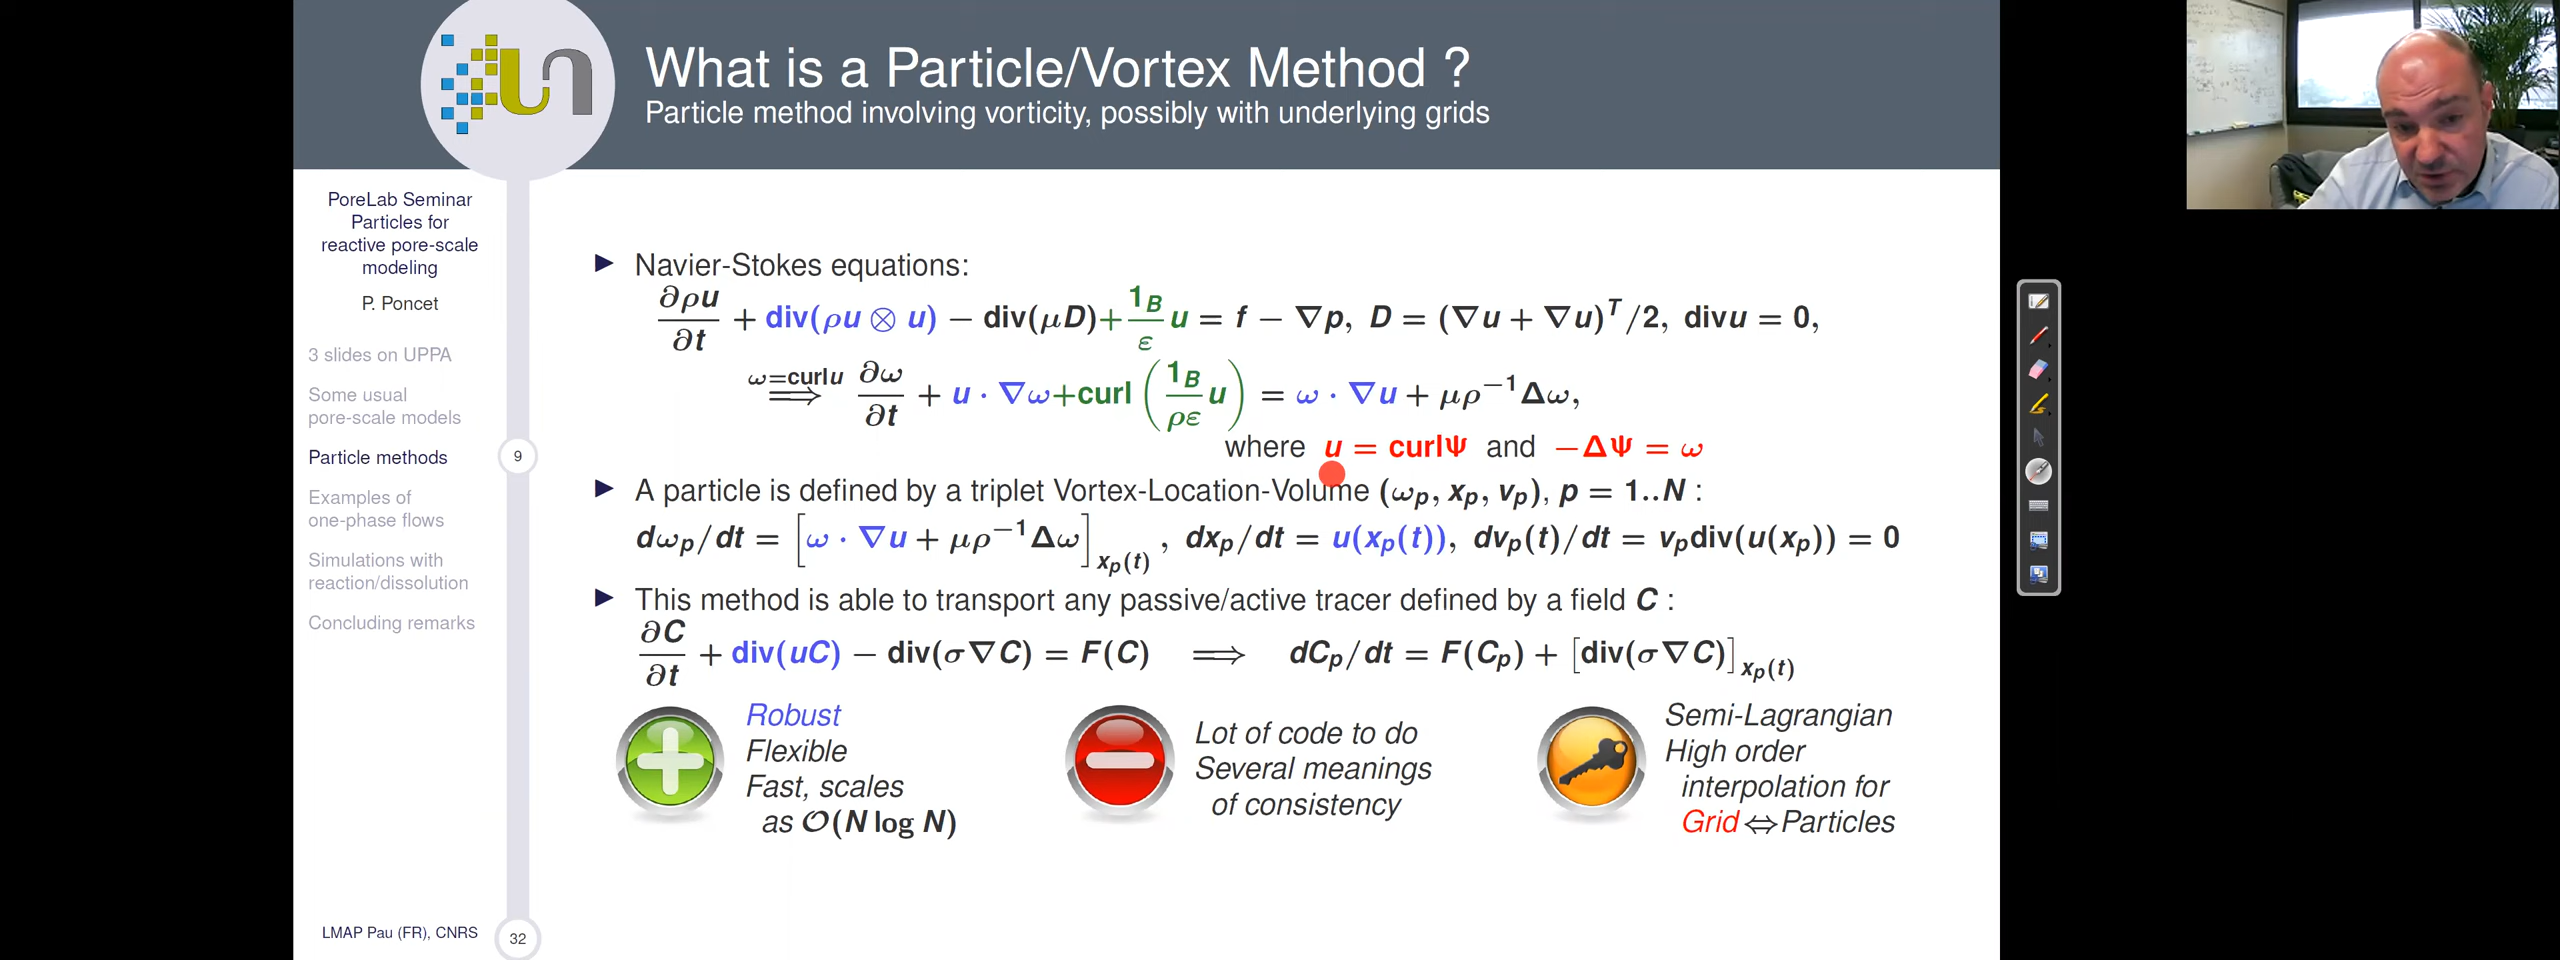 What is a Particle/Vortex Method ?
Particle method involving vorticity, possibly with underlying grids
PoreLab Seminar
Particles for
reactive pore-scale
modeling
P. Poncet
3 slides on UPPA
Some usual
pore-scale models
Particle methods
Examples of
one-phase flows
Simulations with
reaction/dissolution
Concluding remarks
9
LMAP Pau (FR), CNRS
32
► Navier-Stokes equations:
∂ρu/∂t + div(ρu ⊗ u) − div(μD)+ 1_B/ε u = f − ∇p, D = (∇u + ∇u)^T/2, divu = 0,
⟹^{ω=curlu} ∂ω/∂t + u · ∇ω+curl (1_B/ρε u) = ω · ∇u + μρ^{−1}Δω,
where u = curlΨ and −ΔΨ = ω
► A particle is defined by a triplet Vortex-Location-Volume (ω_p, x_p, v_p), p = 1..N :
dω_p/dt = [ω · ∇u + μρ^{−1}Δω]_{x_p(t)} , dx_p/dt = u(x_p(t)), dv_p(t)/dt = v_p div(u(x_p)) = 0
► This method is able to transport any passive/active tracer defined by a field C :
∂C/∂t + div(uC) − div(σ∇C) = F(C) ⟹ dC_p/dt = F(C_p) + [div(σ∇C)]_{x_p(t)}
Robust
Flexible
Fast, scales
as O(N log N)
Lot of code to do
Several meanings
of consistency
Semi-Lagrangian
High order
interpolation for
Grid ⇔ Particles